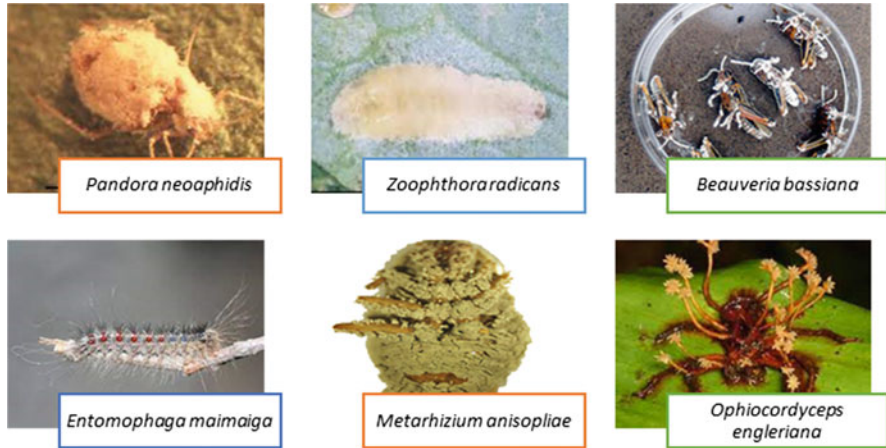 Pandora neoaphidis
Zoophthora radicans
Beauveria bassiana
Entomophaga maimaiga
Metarhizium anisopliae
Ophiocordyceps
engleriana